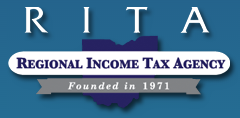 RITA
REGIONAL INCOME TAX AGENCY
Founded in 1971